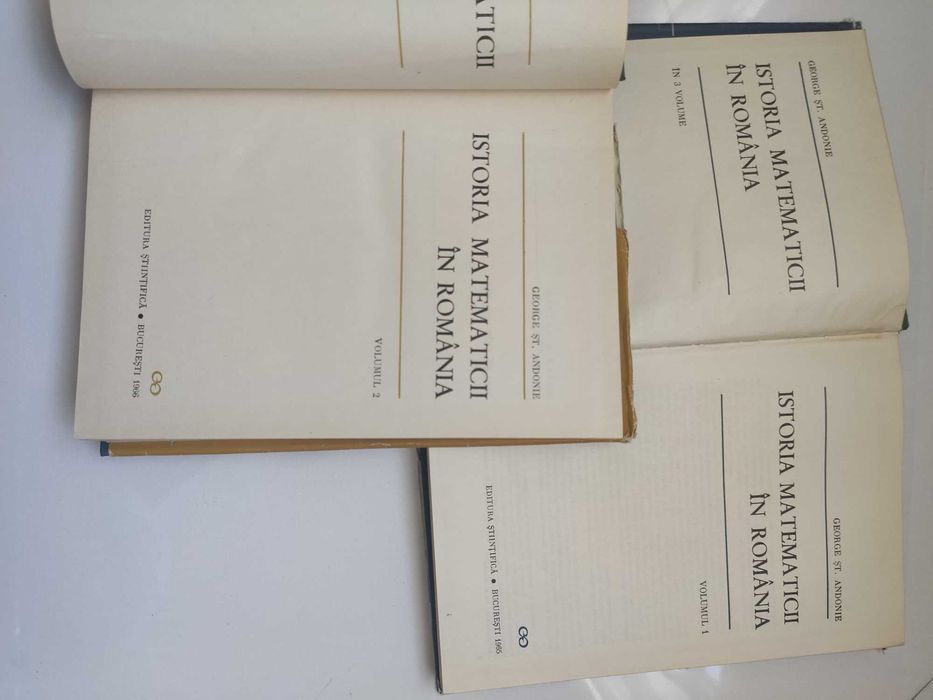 ATICII
GEORGE ŞT. ANDONIE
ISTORIA MATEMATICII
ÎN ROMÂNIA
VOLUMUL 2
EDITURA ŞTIINŢIFICĂ ● BUCUREŞTI 1966
GEORGE ŞT. ANDONIE
ISTORIA MATEMATICII
ÎN ROMÂNIA
ÎN 3 VOLUME
GEORGE ŞT. ANDONIE
ISTORIA MATEMATICII
ÎN ROMÂNIA
VOLUMUL 1
EDITURA ŞTIINŢIFICĂ ● BUCUREŞTI 1965